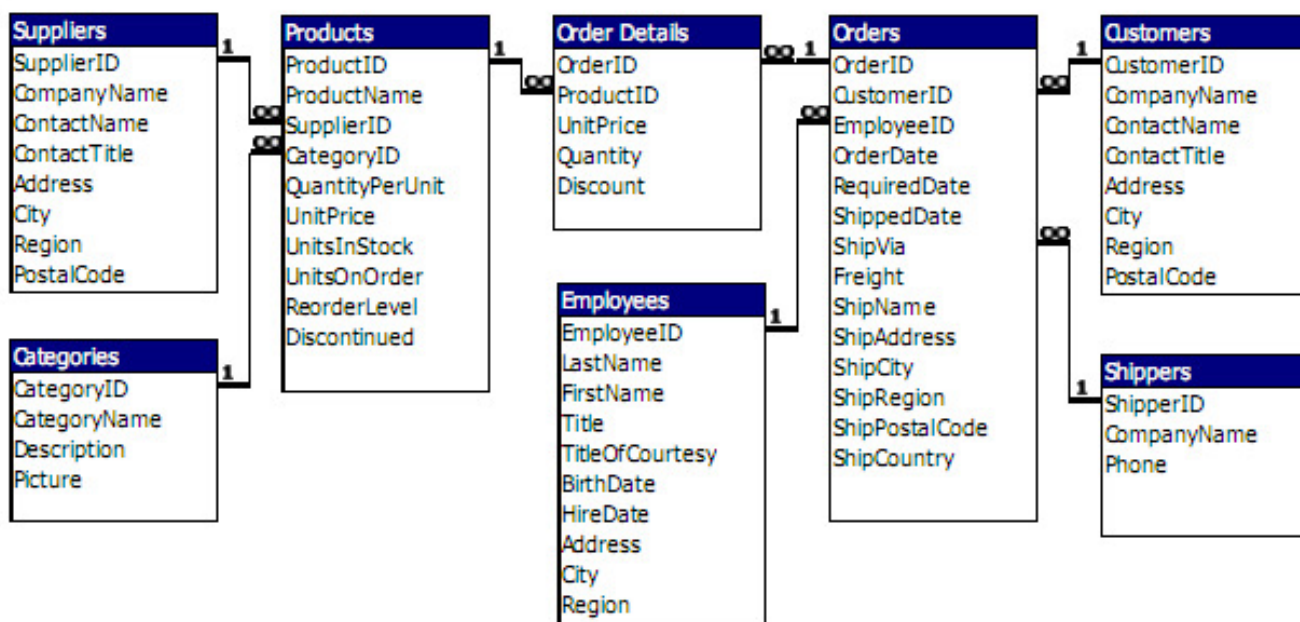 Suppliers
SupplierID
CompanyName
ContactName
ContactTitle
Address
City
Region
PostalCode
Categories
CategoryID
CategoryName
Description
Picture
Products
ProductID
ProductName
SupplierID
CategoryID
QuantityPerUnit
UnitPrice
UnitsInStock
UnitsOnOrder
ReorderLevel
Discontinued
Order Details
OrderID
ProductID
UnitPrice
Quantity
Discount
Employees
EmployeeID
LastName
FirstName
Title
TitleOfCourtesy
BirthDate
HireDate
Address
City
Region
Orders
OrderID
CustomerID
EmployeeID
OrderDate
RequiredDate
ShippedDate
ShipVia
Freight
ShipName
ShipAddress
ShipCity
ShipRegion
ShipPostalCode
ShipCountry
Customers
CustomerID
CompanyName
ContactName
ContactTitle
Address
City
Region
PostalCode
Shippers
ShipperID
CompanyName
Phone
1
∞
1
∞
1
∞
∞
1
1
∞
∞
1
∞
1